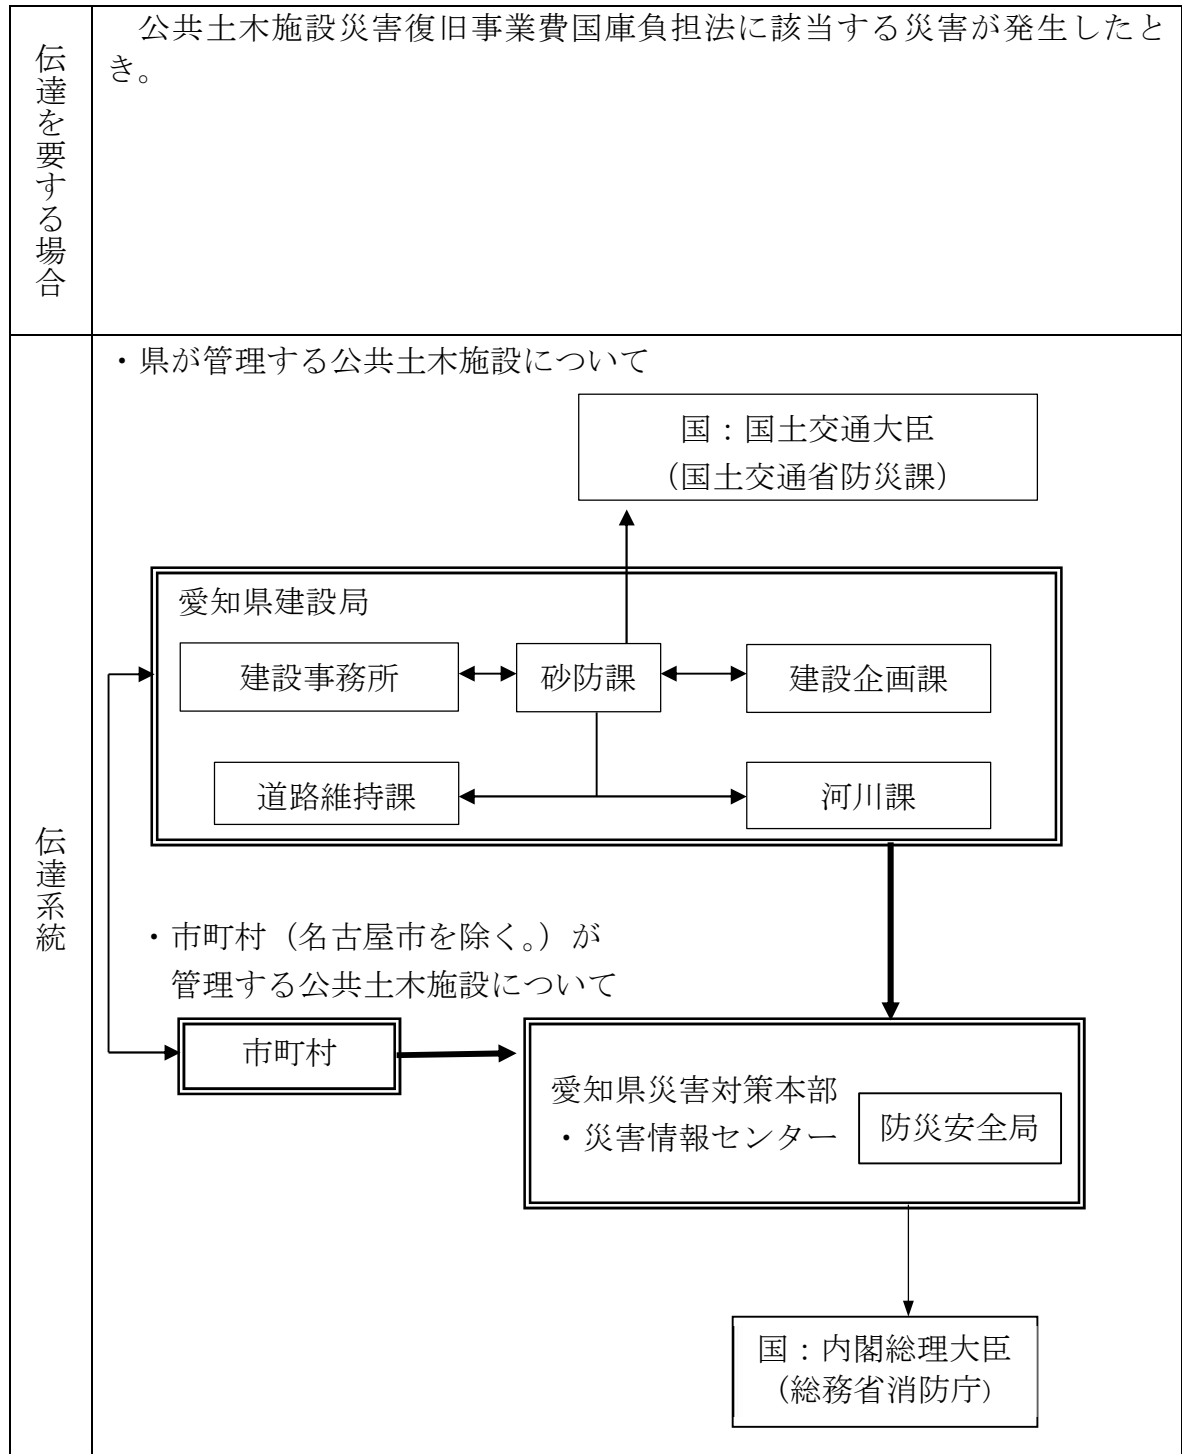 伝達を要する場合
公共土木施設災害復旧事業費国庫負担法に該当する災害が発生したと
き。
伝達系統
・県が管理する公共土木施設について
国：国土交通大臣
（国土交通省防災課）
愛知県建設局
建設事務所
砂防課
建設企画課
道路維持課
河川課
・市町村（名古屋市を除く。）が
管理する公共土木施設について
市町村
愛知県災害対策本部
・災害情報センター
防災安全局
国：内閣総理大臣
（総務省消防庁）